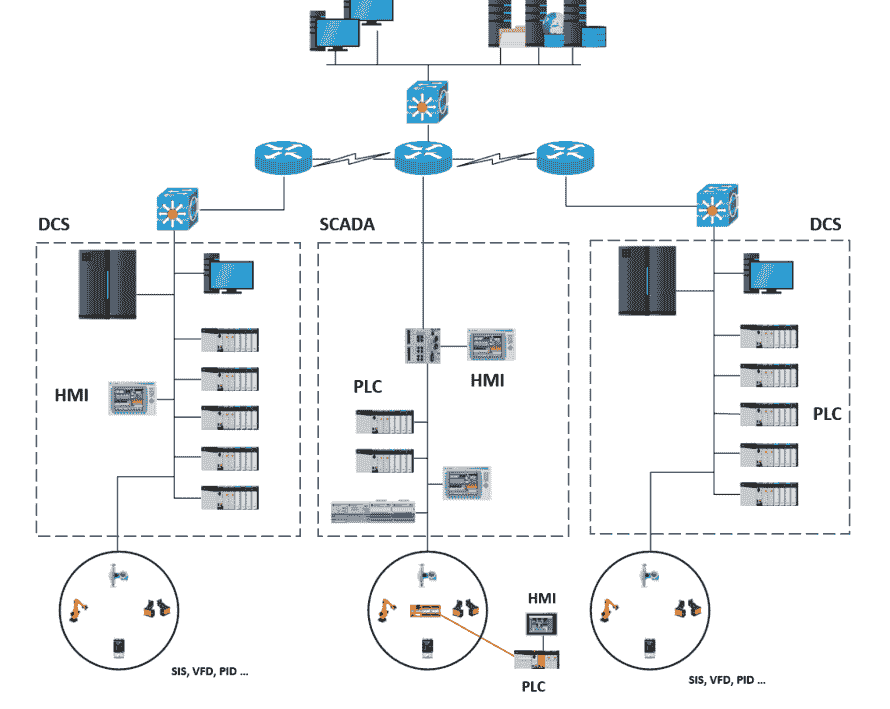 DCS
SCADA
DCS
HMI
PLC
HMI
PLC
HMI
PLC
SIS, VFD, PID ...
SIS, VFD, PID ...